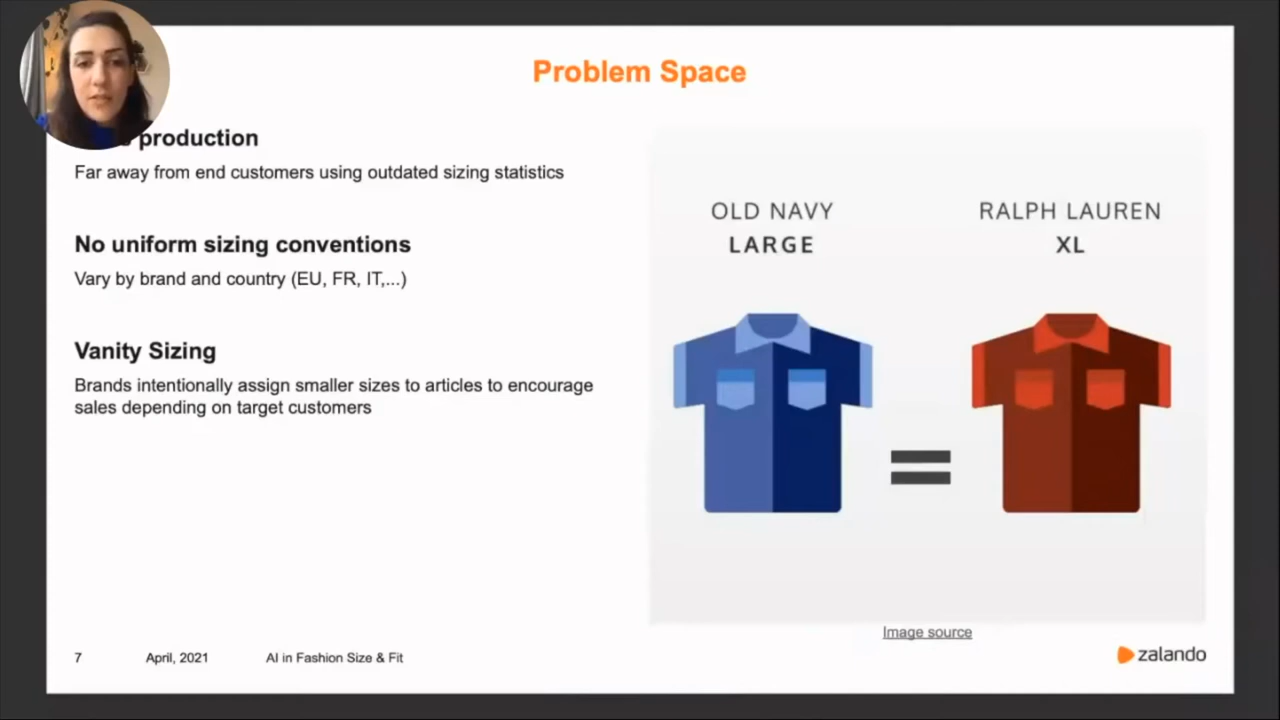 Problem Space
production
Far away from end customers using outdated sizing statistics
No uniform sizing conventions
Vary by brand and country (EU, FR, IT,...)
Vanity Sizing
Brands intentionally assign smaller sizes to articles to encourage
sales depending on target customers
OLD NAVY
LARGE
RALPH LAUREN
XL
=
Image source
7 April, 2021 AI in Fashion Size & Fit
zalando